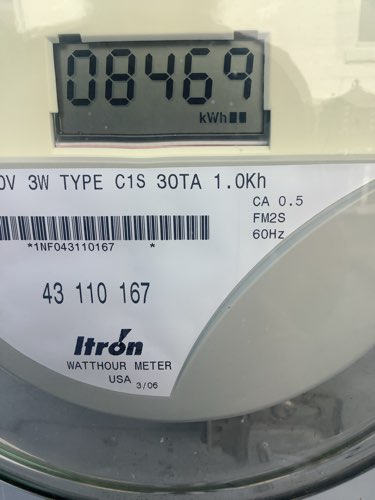 08469
kWh
0V 3W TYPE C1S 30TA 1.0Kh
CA 0.5
FM2S
60Hz
*1NF043110167 *
43 110 167
Itron
WATTHOUR METER
USA 3/06